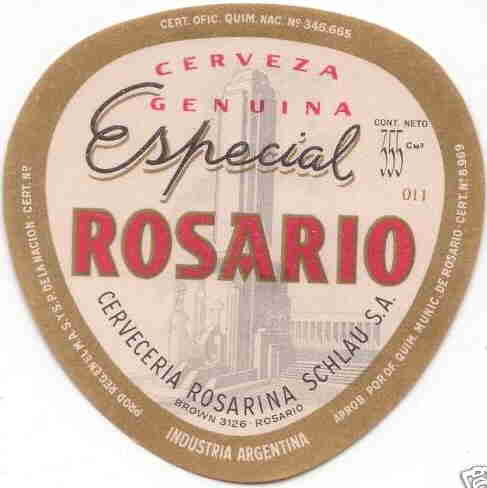 CERT. OFIC. QUIM. NAC. Nº 346.665
CERVEZA
GENUINA
Especial
CONT. NETO
355 CM3
011
ROSARIO
CERVECERIA ROSARINA SCHLAU S.A.
BROWN 3126 - ROSARIO
PROD. REG. EN EL M. A. S. Y/S. P. DE LA NACION - CERT. Nº
INDUSTRIA ARGENTINA
APROB. POR OF. QUIM. MUNIC. DE ROSARIO - CERT. Nº 8.969